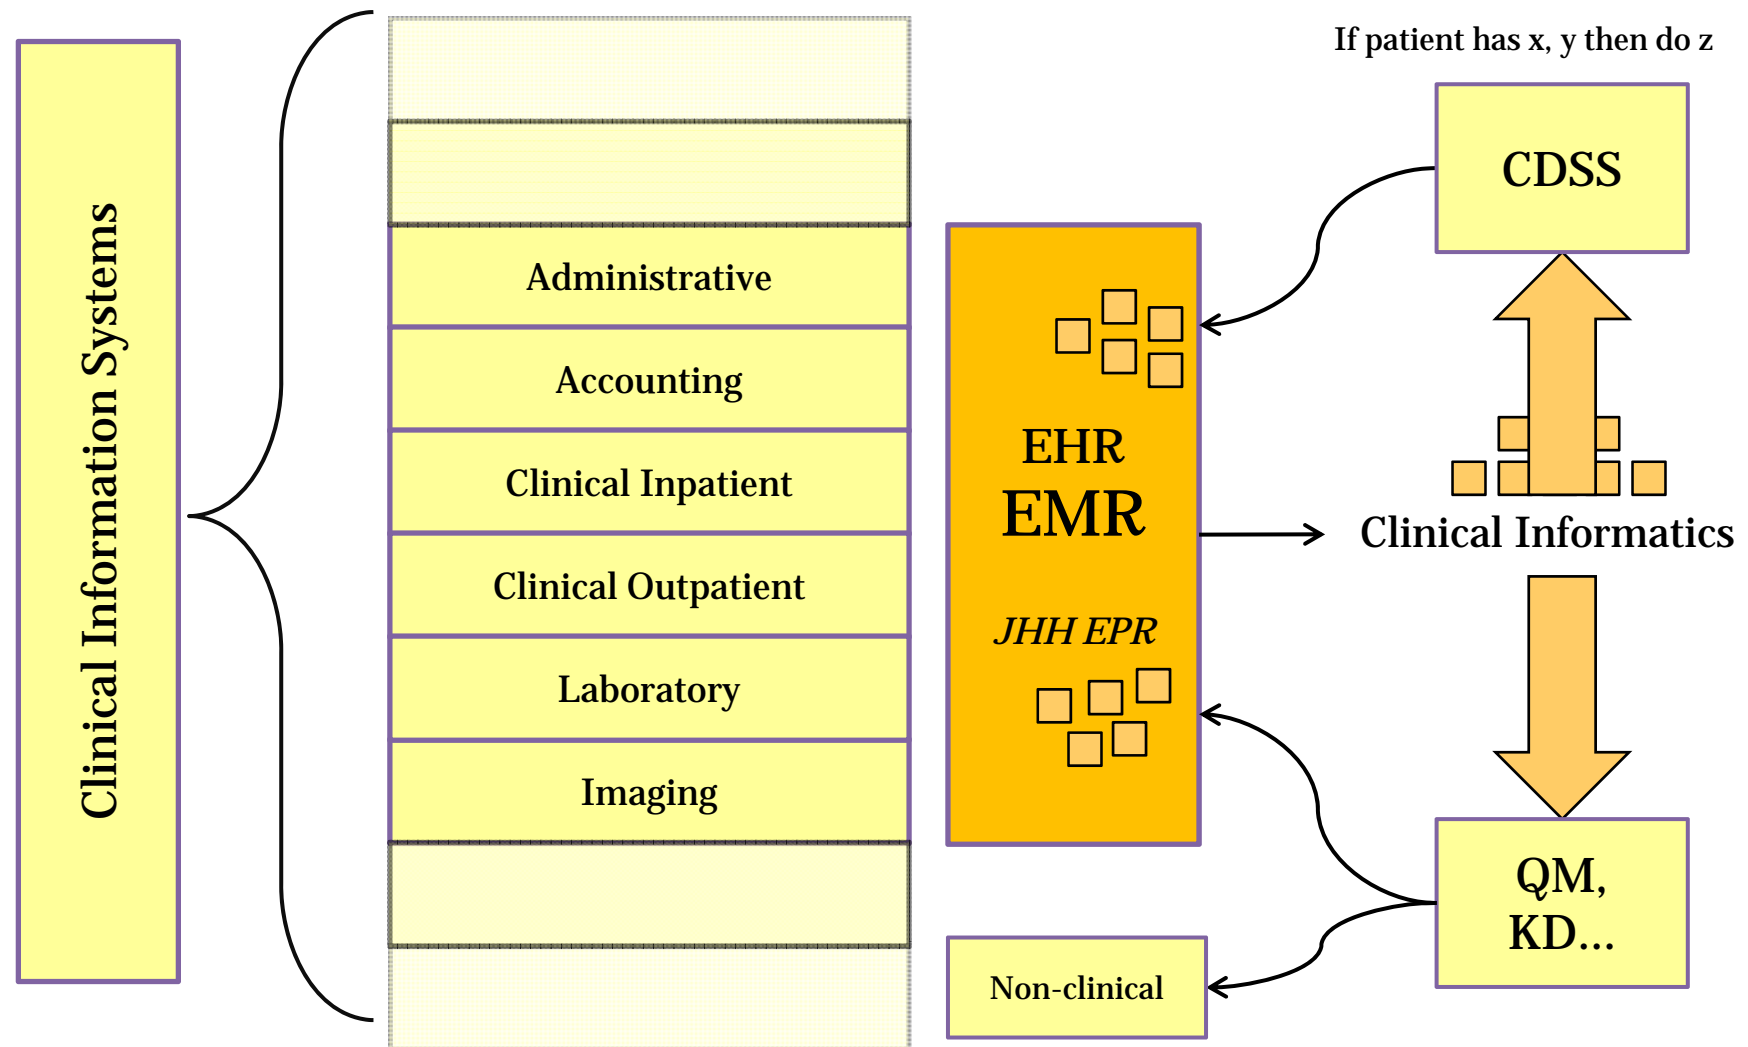 Clinical Information Systems
Administrative
Accounting
Clinical Inpatient
Clinical Outpatient
Laboratory
Imaging
EHR
EMR
JHH EPR
Non-clinical
If patient has x, y then do z
CDSS
Clinical Informatics
QM,
KD...